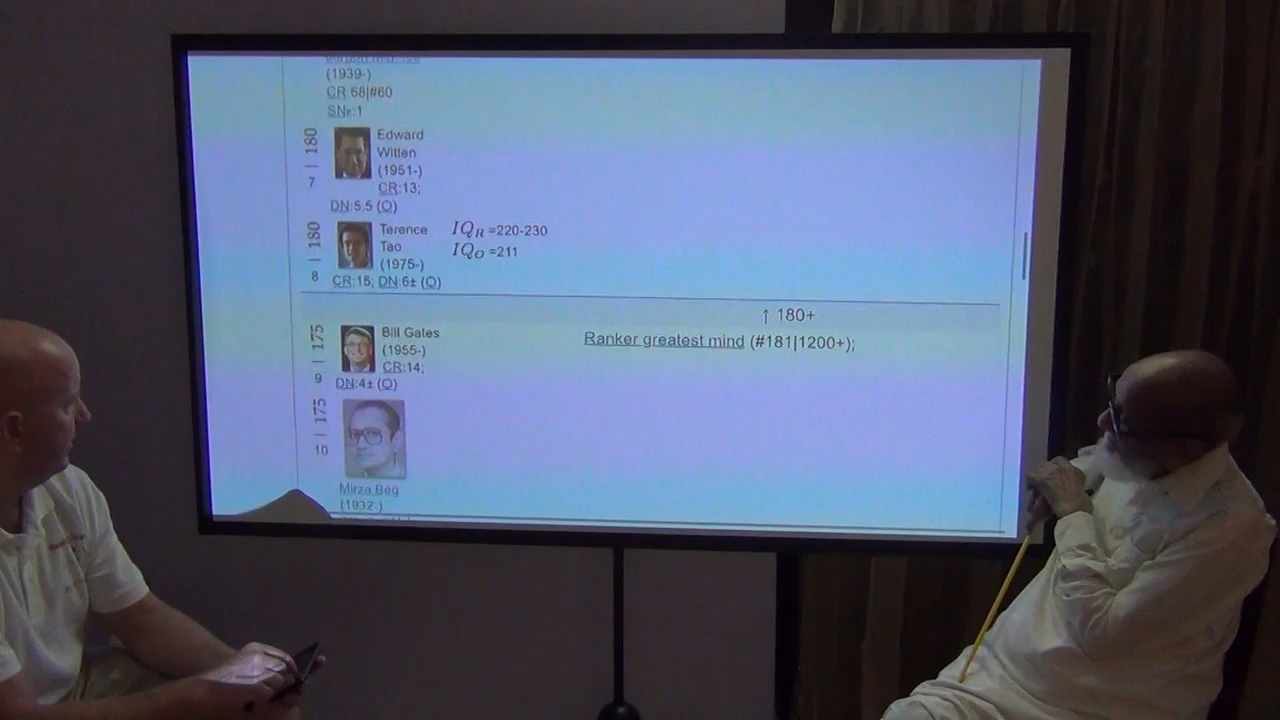 (1939-)
CR:68|#60
SNE:1
7 | 180
Edward
Witten
(1951-)
CR:13;
DN:5.5 (Q)
8 | 180
Terence
Tao
(1975-)
CR:15; DN:6± (Q)
IQR =220-230
IQO =211
↑ 180+
9 | 175
Bill Gates
(1955-)
CR:14;
DN:4± (Q)
Ranker greatest mind (#181|1200+);
10 | 175
Mirza Beg
(1932-)